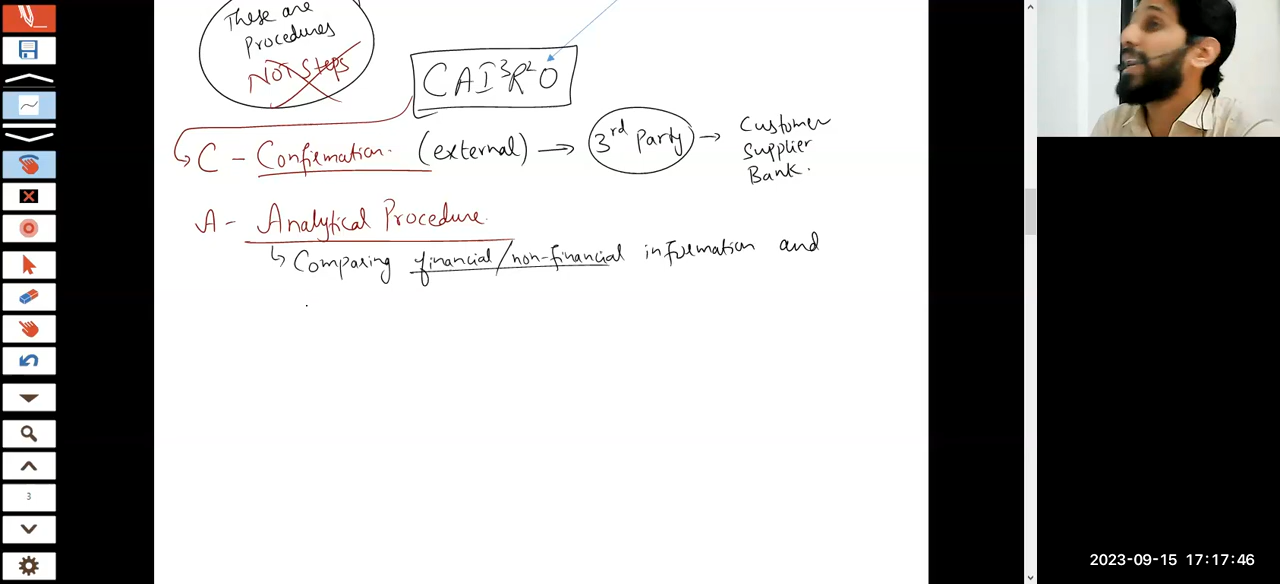 These are
Procedures
NOT Steps
CAI³R²O
C - Confirmation. (external) → 3rd party → Customer
Supplier
Bank.
A - Analytical Procedure.
↳ Comparing financial/non-financial information and
3
2023-09-15 17:17:46